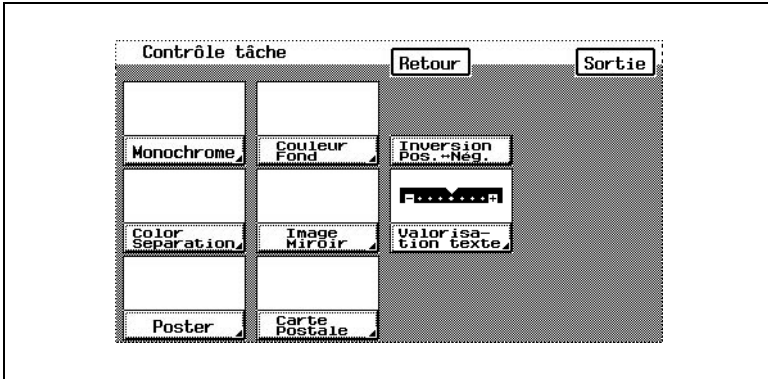 Contrôle tâche
Retour
Sortie
Monochrome
Couleur
Fond
Inversion
Pos.↔Nég.
Color
Separation
Image
Miroir
Valorisa-
tion texte
Poster
Carte
Postale